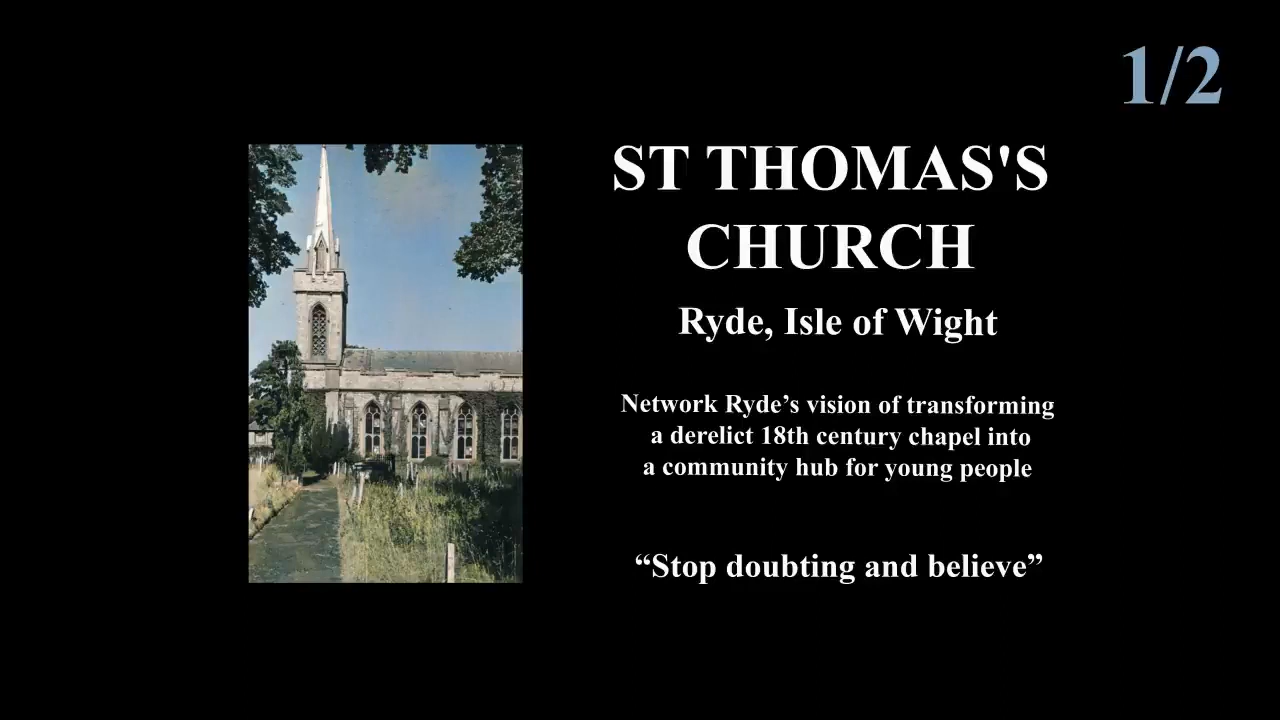 1/2
ST THOMAS'S
CHURCH
Ryde, Isle of Wight
Network Ryde’s vision of transforming
a derelict 18th century chapel into
a community hub for young people
“Stop doubting and believe”